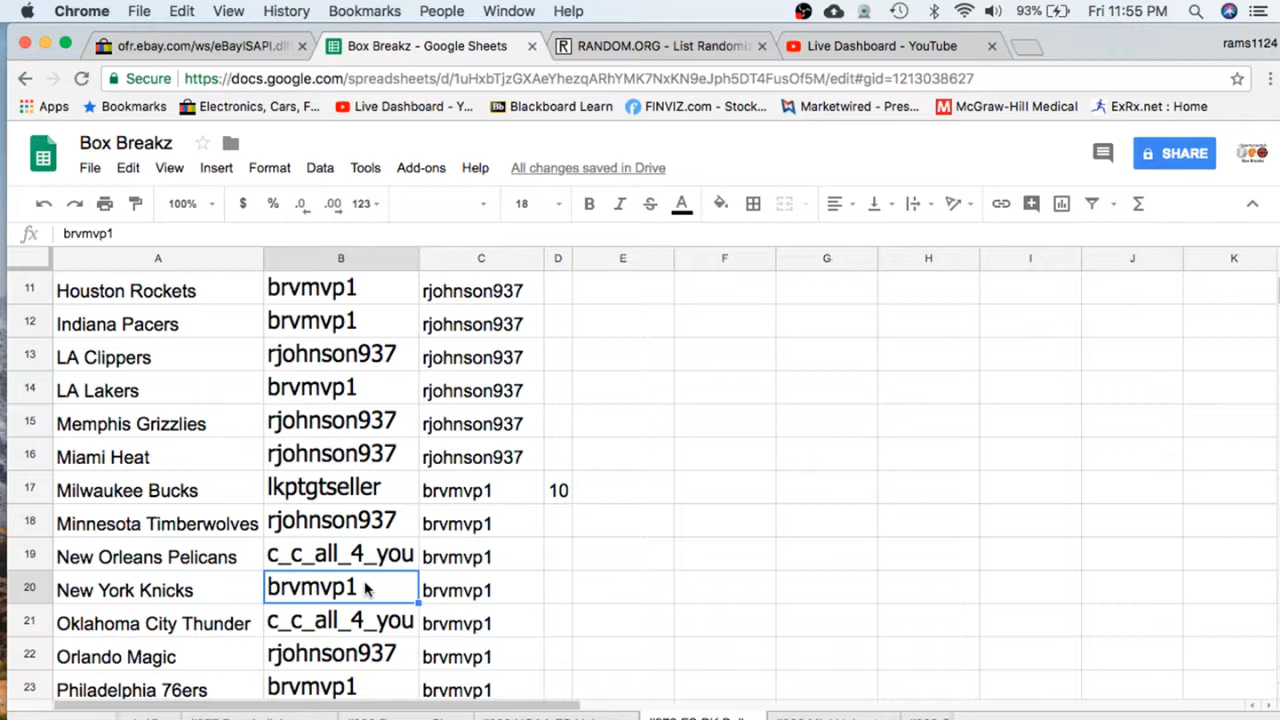 Chrome File Edit View History Bookmarks People Window Help 93% Fri 11:55 PM
ofr.ebay.com/ws/eBayISAPI.dll Box Breakz - Google Sheets RANDOM.ORG - List Randomiz Live Dashboard - YouTube rams1124
Secure https://docs.google.com/spreadsheets/d/1uHxbTjzGXAeYhezqARhYMK7NxKN9eJph5DT4FusOf5M/edit#gid=1213038627
Apps Bookmarks Electronics, Cars, F... Live Dashboard - Y... Bb Blackboard Learn FINVIZ.com - Stock... Marketwired - Pres... McGraw-Hill Medical ExRx.net : Home
Box Breakz SHARE
File Edit View Insert Format Data Tools Add-ons Help All changes saved in Drive
100% $ % .0 .00 123 18 B I S A Σ
fx brvmvp1
A B C D E F G H I J K
11 Houston Rockets brvmvp1 rjohnson937
12 Indiana Pacers brvmvp1 rjohnson937
13 LA Clippers rjohnson937 rjohnson937
14 LA Lakers brvmvp1 rjohnson937
15 Memphis Grizzlies rjohnson937 rjohnson937
16 Miami Heat rjohnson937 rjohnson937
17 Milwaukee Bucks lkptgtseller brvmvp1 10
18 Minnesota Timberwolves rjohnson937 brvmvp1
19 New Orleans Pelicans c_c_all_4_you brvmvp1
20 New York Knicks brvmvp1 brvmvp1
21 Oklahoma City Thunder c_c_all_4_you brvmvp1
22 Orlando Magic rjohnson937 brvmvp1
23 Philadelphia 76ers brvmvp1 brvmvp1